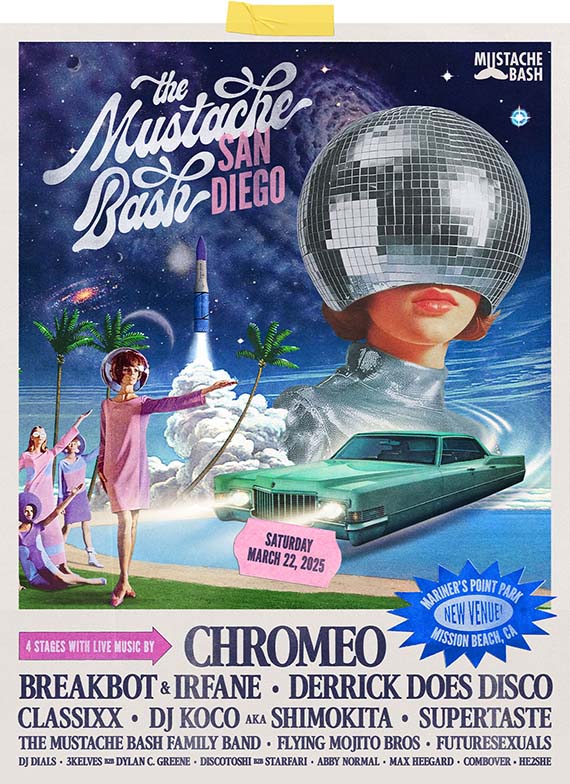 MUSTACHE
BASH
the
Mustache
Bash
SAN
DIEGO
SATURDAY
MARCH 22, 2025
MARINER'S POINT PARK
NEW VENUE!
MISSION BEACH, CA
4 STAGES WITH LIVE MUSIC BY
CHROMEO
BREAKBOT & IRFANE • DERRICK DOES DISCO
CLASSIXX • DJ KOCO AKA SHIMOKITA • SUPERTASTE
THE MUSTACHE BASH FAMILY BAND • FLYING MOJITO BROS • FUTURESEXUALS
DJ DIALS • 3KELVES B2B DYLAN C. GREENE • DISCOTOSHI B2B STARFARI • ABBY NORMAL • MAX HEEGARD • COMBOVER • HEZSHE